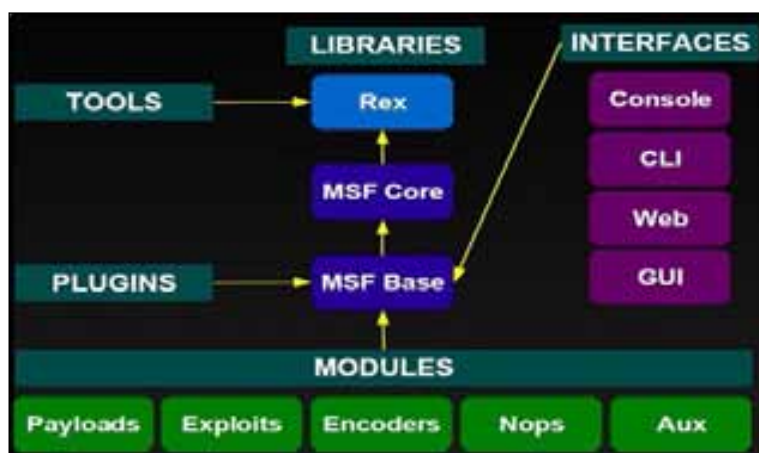 LIBRARIES
INTERFACES
TOOLS
Rex
Console
MSF Core
CLI
Web
PLUGINS
MSF Base
GUI
MODULES
Payloads
Exploits
Encoders
Nops
Aux